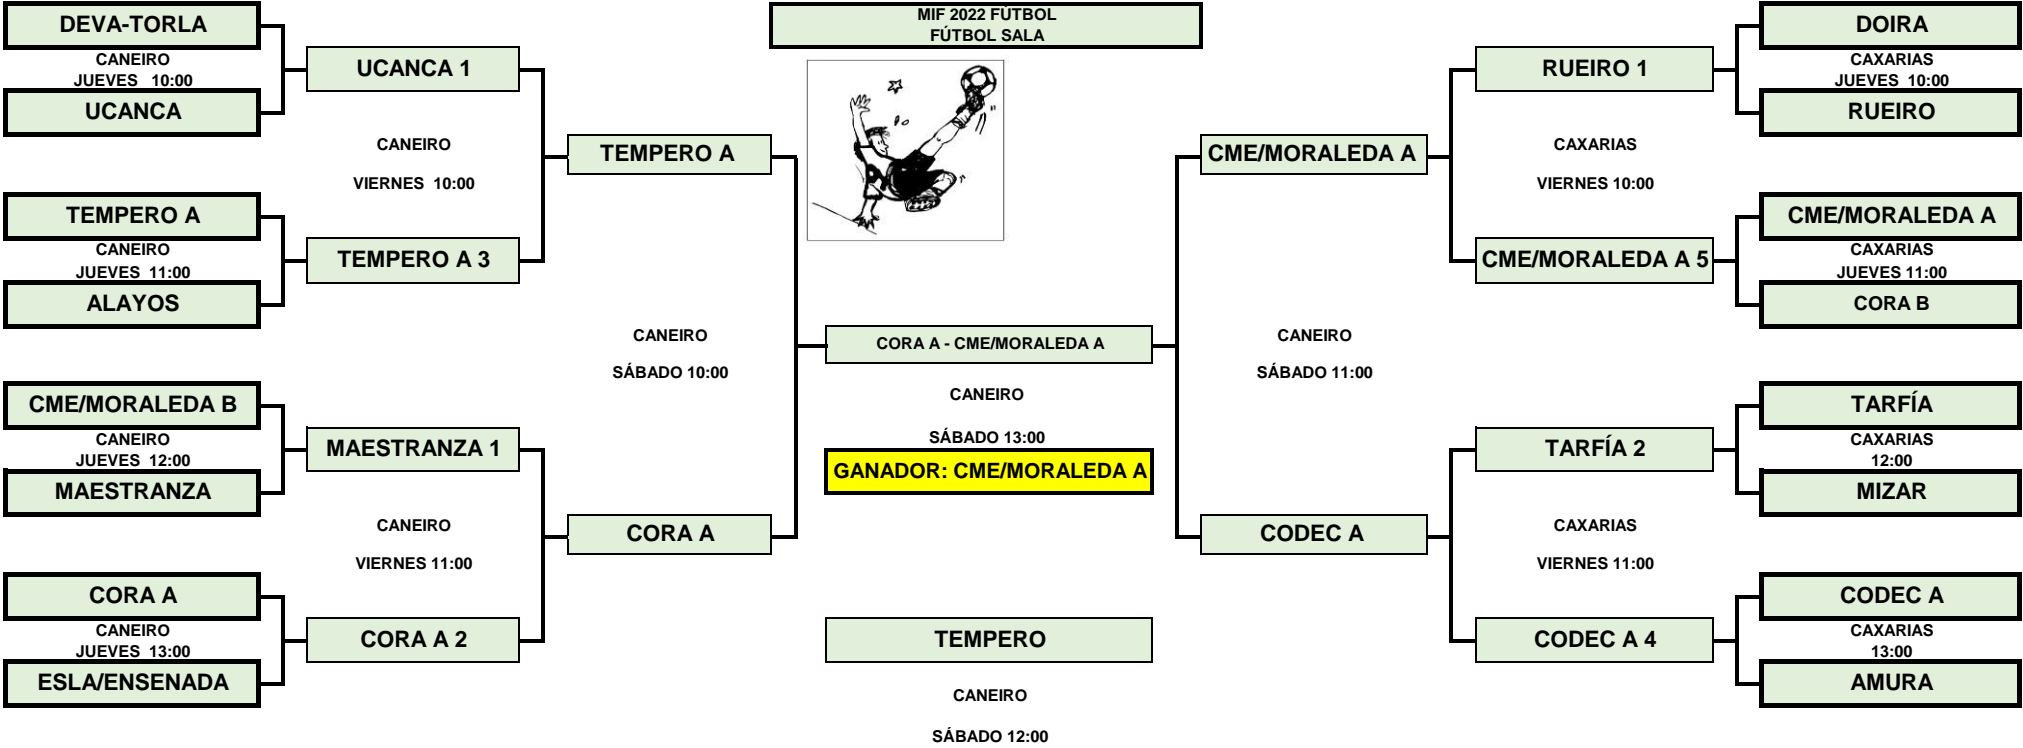 MIF 2022 FÚTBOL
FÚTBOL SALA
DEVA-TORLA
CANEIRO
JUEVES 10:00
UCANCA
UCANCA 1
CANEIRO
VIERNES 10:00
TEMPERO A
CANEIRO
JUEVES 11:00
ALAYOS
TEMPERO A 3
TEMPERO A
CANEIRO
SÁBADO 10:00
CME/MORALEDA B
CANEIRO
JUEVES 12:00
MAESTRANZA
MAESTRANZA 1
CANEIRO
VIERNES 11:00
CORA A
CANEIRO
JUEVES 13:00
ESLA/ENSENADA
CORA A 2
CORA A
CORA A - CME/MORALEDA A
CANEIRO
SÁBADO 13:00
GANADOR: CME/MORALEDA A
TEMPERO
CANEIRO
SÁBADO 12:00
CME/MORALEDA A
CANEIRO
SÁBADO 11:00
CODEC A
RUEIRO 1
CAXARIAS
VIERNES 10:00
CME/MORALEDA A 5
TARFÍA 2
CAXARIAS
VIERNES 11:00
CODEC A 4
DOIRA
CAXARIAS
JUEVES 10:00
RUEIRO
CME/MORALEDA A
CAXARIAS
JUEVES 11:00
CORA B
TARFÍA
CAXARIAS
12:00
MIZAR
CODEC A
CAXARIAS
13:00
AMURA